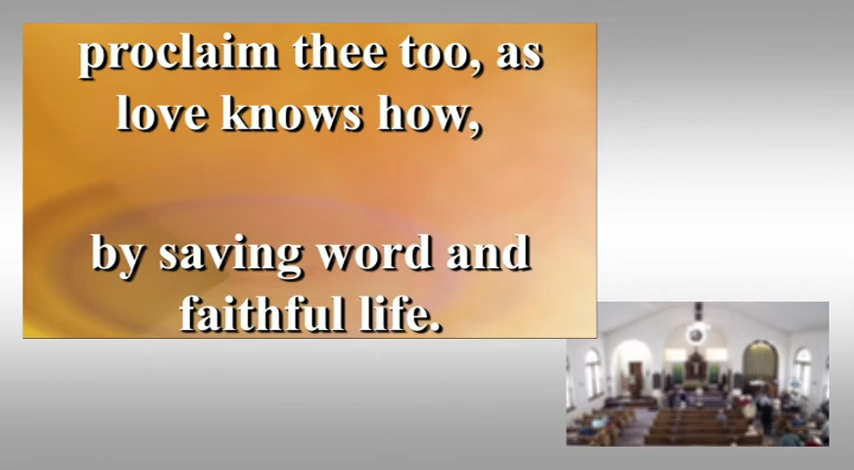 proclaim thee too, as
love knows how,
by saving word and
faithful life.